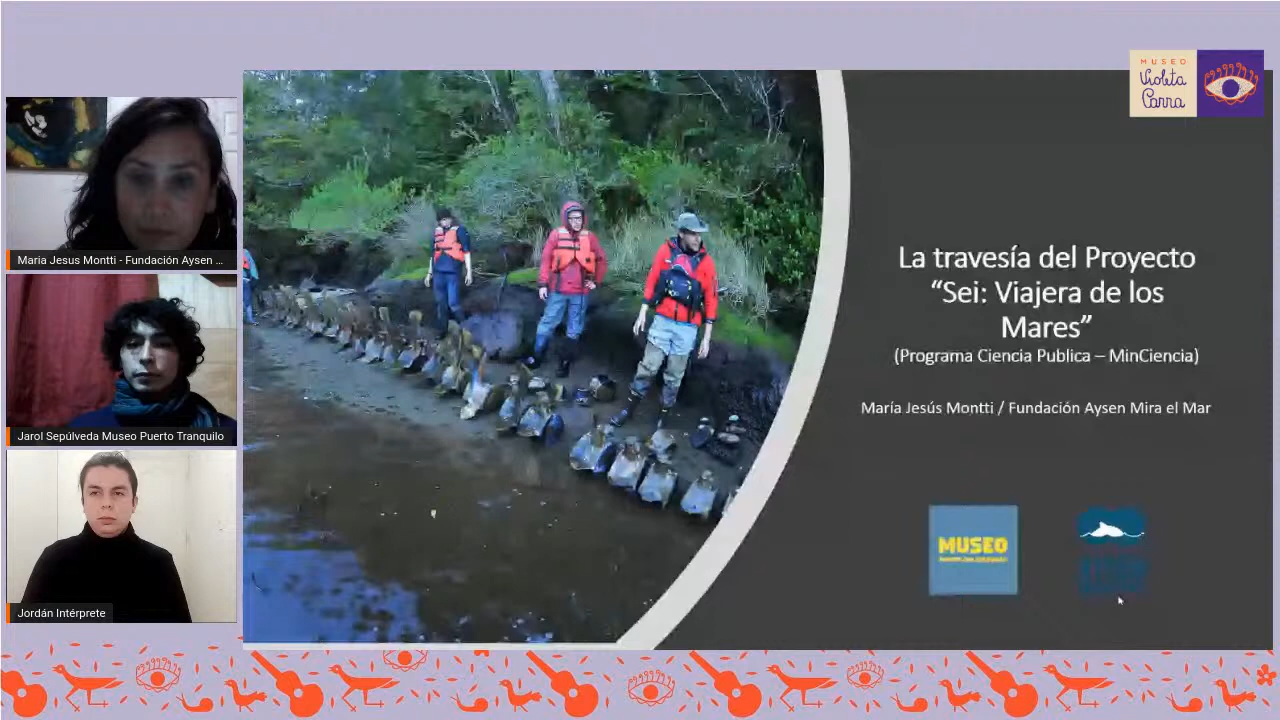 MUSEO
Violeta
Parra
Maria Jesus Montti - Fundación Aysen ...
Jarol Sepúlveda Museo Puerto Tranquilo
Jordán Intérprete
La travesía del Proyecto
“Sei: Viajera de los
Mares”
(Programa Ciencia Publica – MinCiencia)
María Jesús Montti / Fundación Aysen Mira el Mar
MUSEO